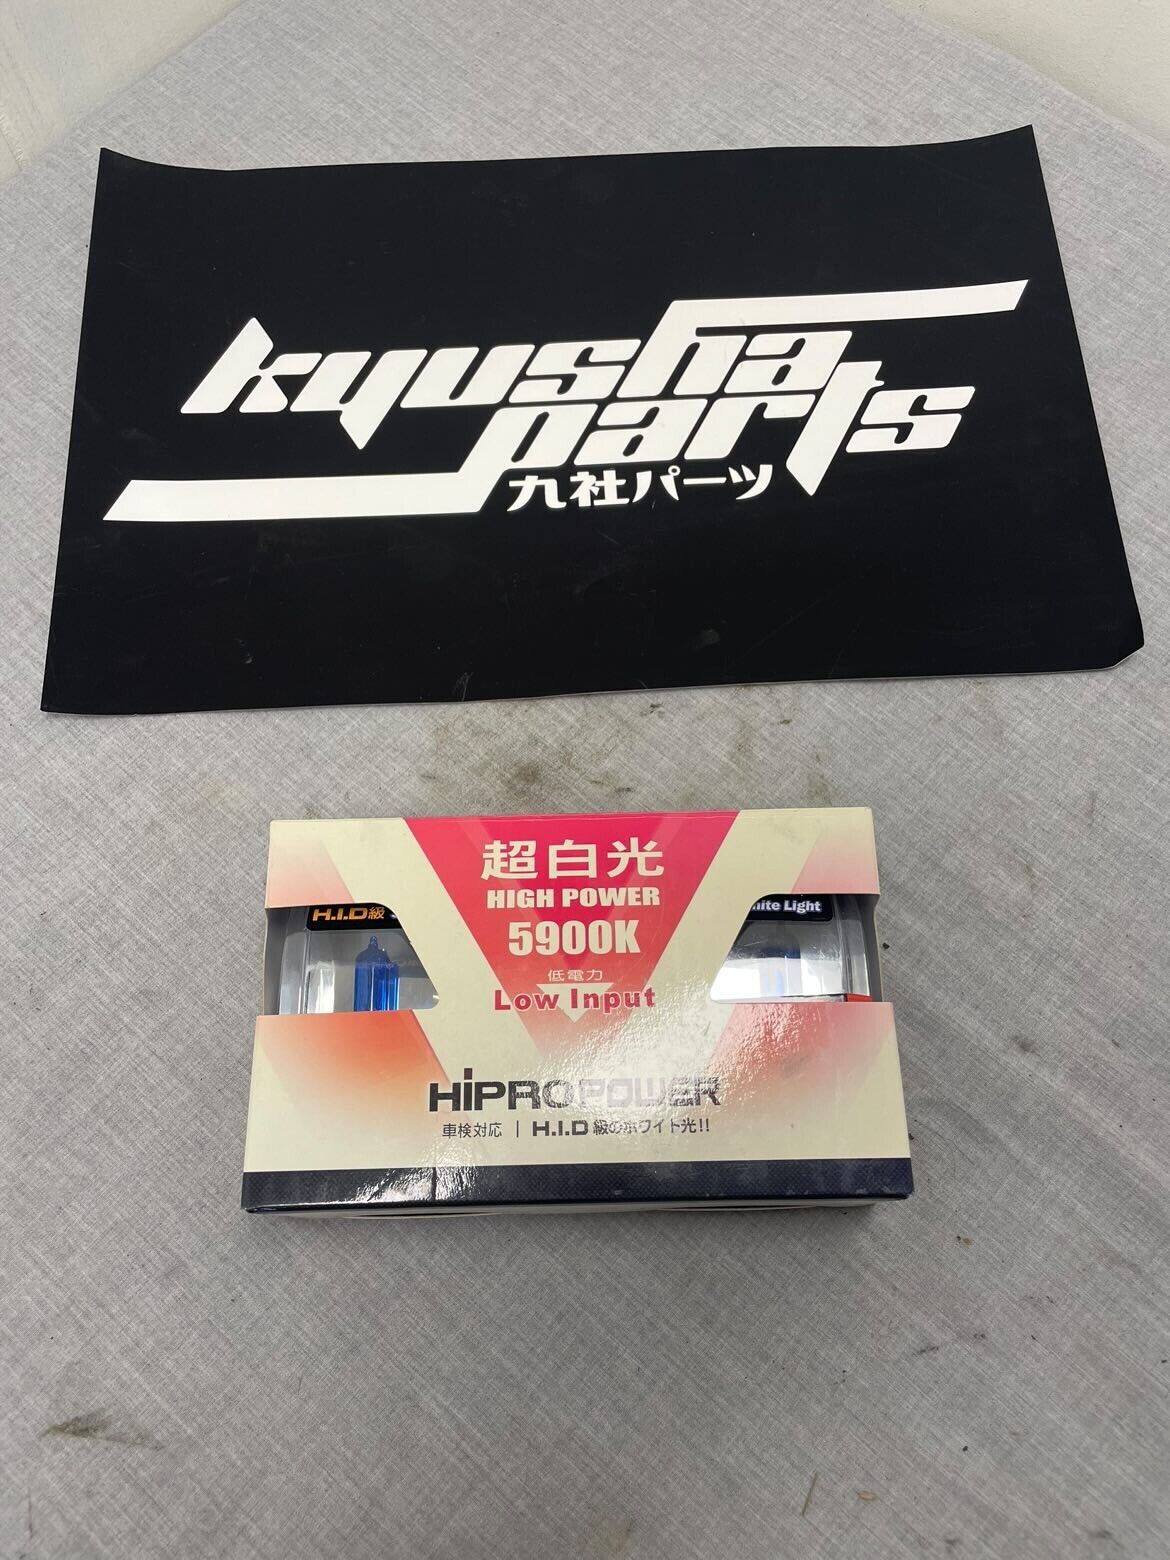 kyusha
parts
九社パーツ
超白光
HIGH POWER
5900K
低電力
Low Input
H.I.D級
Light
HiPROPOWER
車検対応 | H.I.D級のホワイト光!!